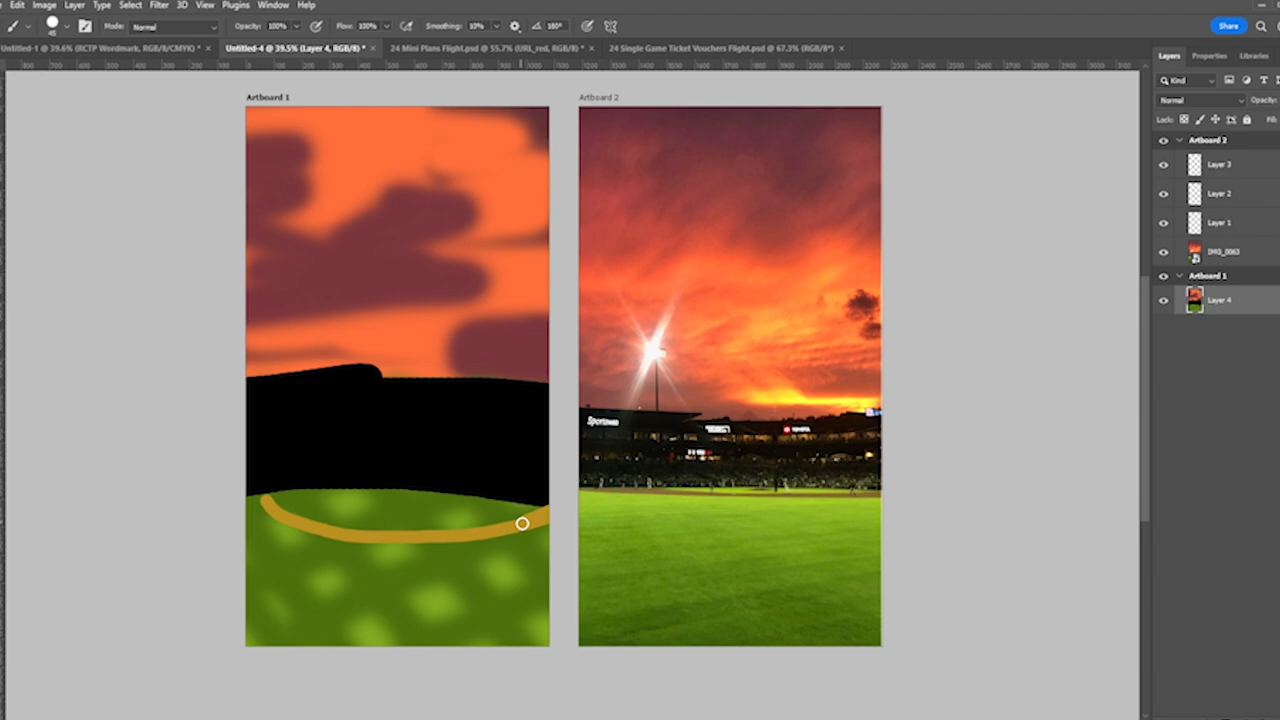 Edit Image Layer Type Select Filter 3D View Plugins Window Help
45 Mode: Normal Opacity: 100% Flow: 100% Smoothing: 10% 180° Share
Untitled-1 @ 39.6% (RCTP Wordmark, RGB/8/CMYK) * × Untitled-4 @ 39.5% (Layer 4, RGB/8) * × 24 Mini Plans Flight.psd @ 55.7% (URL_red, RGB/8) * × 24 Single Game Ticket Vouchers Flight.psd @ 67.3% (RGB/8*) ×
Layers Properties Libraries
Artboard 1 Artboard 2
Kind
Normal Opacity:
Lock: Fill:
Artboard 2
Layer 3
Layer 2
Layer 1
IMG_0063
Artboard 1
Layer 4
TOYOTA